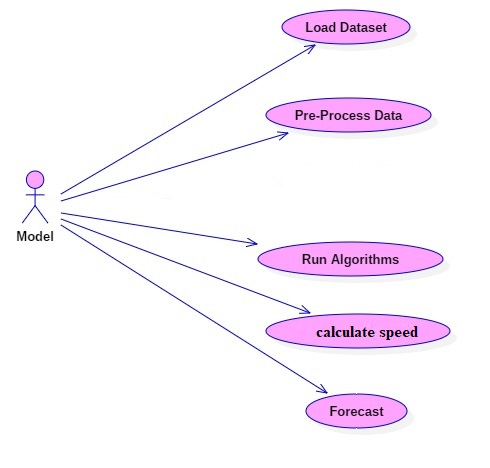 Load Dataset
Pre-Process Data
Model
Run Algorithms
calculate speed
Forecast